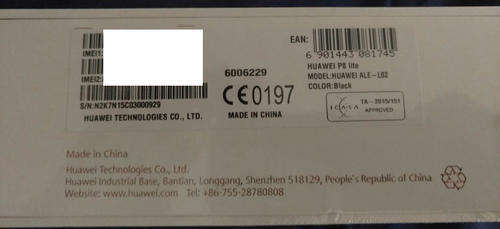 IMEI1:
IMEI2:
S/N:N2K7N15C03000929
HUAWEI TECHNOLOGIES CO., LTD.
6006229
CE0197
MADE IN CHINA
EAN:
6 901443 081745
HUAWEI P8 lite
MODEL:HUAWEI ALE-L02
COLOR:Black
ICASA
TA-2015/151
APPROVED
Made in China
Huawei Technologies Co., Ltd.
Huawei Industrial Base, Bantian, Longgang, Shenzhen 518129, People's Republic of China
Website: www.huawei.com Tel: +86-755-28780808